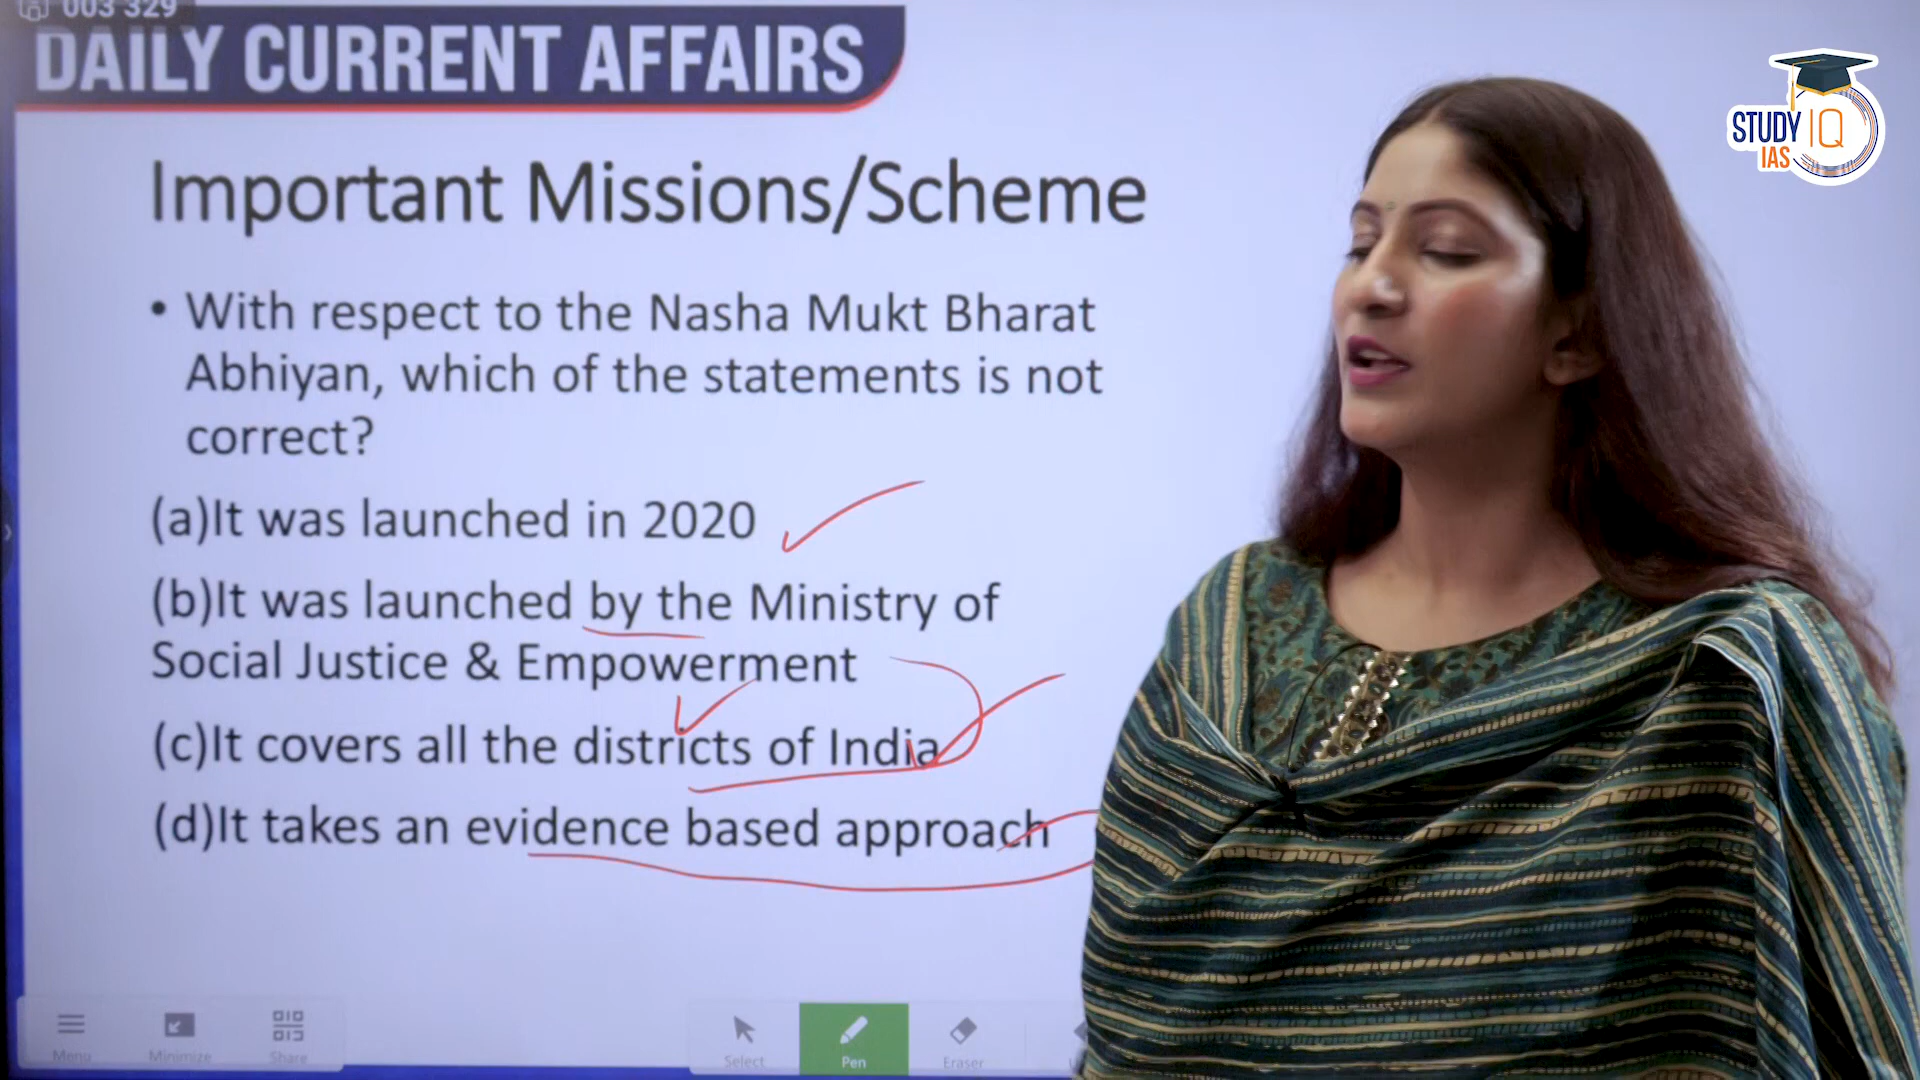 003 329
DAILY CURRENT AFFAIRS
STUDY IQ
IAS
Important Missions/Scheme
• With respect to the Nasha Mukt Bharat
Abhiyan, which of the statements is not
correct?
(a)It was launched in 2020
(b)It was launched by the Ministry of
Social Justice & Empowerment
(c)It covers all the districts of India
(d)It takes an evidence based approach
Menu Minimize Share Select Pen Eraser